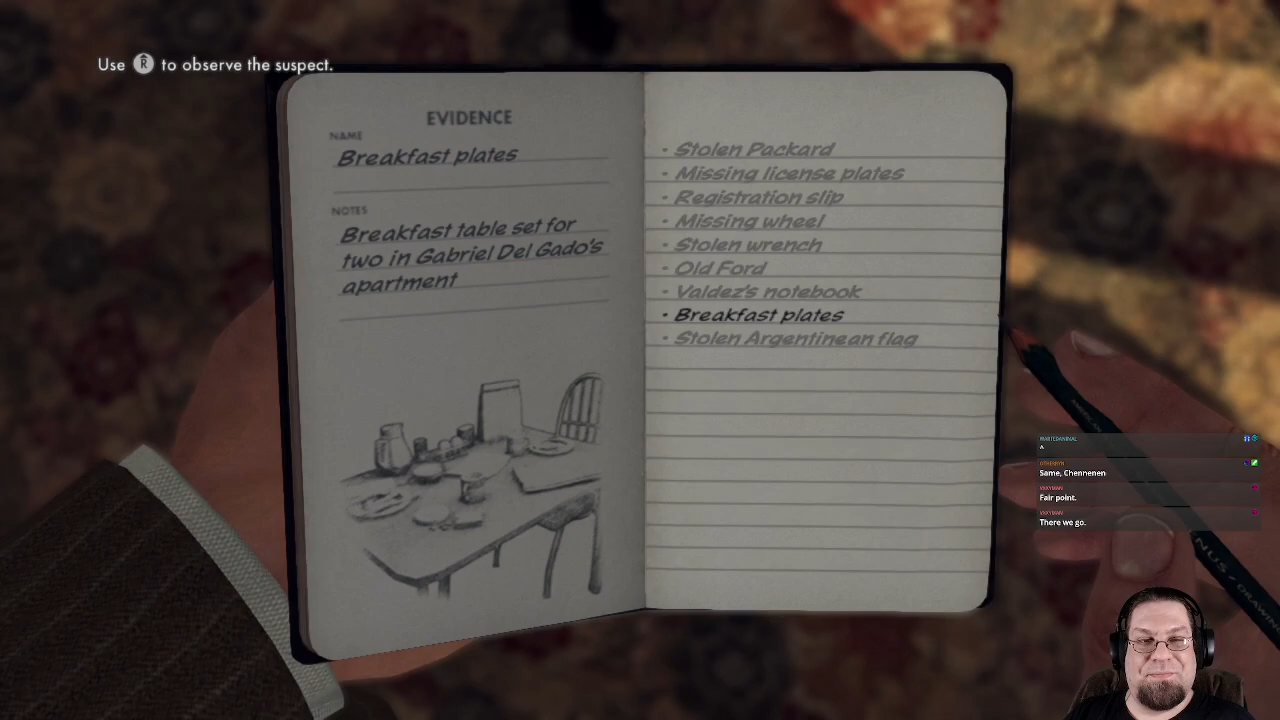 Use R to observe the suspect.
EVIDENCE
NAME
Breakfast plates
NOTES
Breakfast table set for
two in Gabriel Del Gado's
apartment
· Stolen Packard
· Missing license plates
· Registration slip
· Missing wheel
· Stolen wrench
· Old Ford
· Valdez's notebook
· Breakfast plates
· Stolen Argentinean flag
^
Same, Chennenen
Fair point.
There we go.